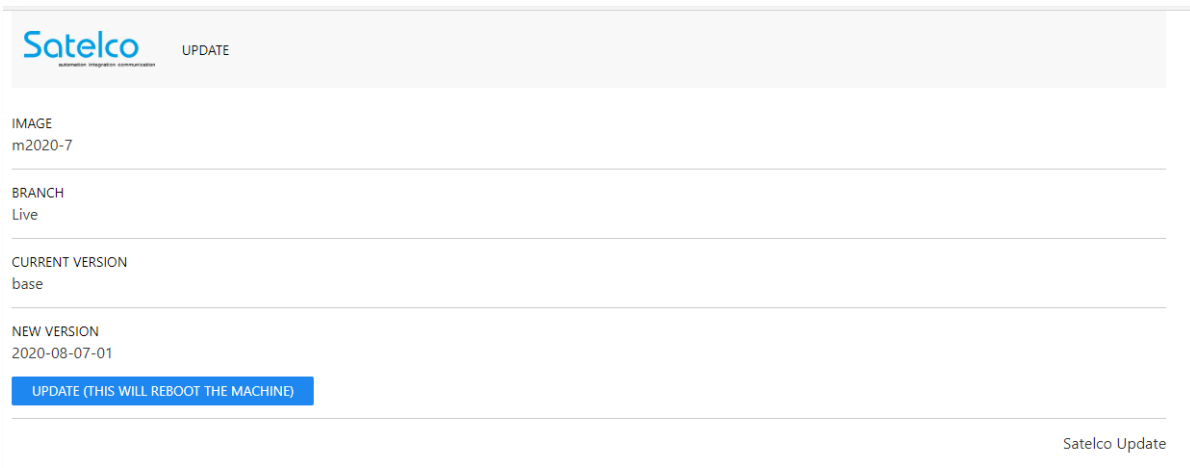 Satelco
automation integration communication
UPDATE
IMAGE
m2020-7
BRANCH
Live
CURRENT VERSION
base
NEW VERSION
2020-08-07-01
UPDATE (THIS WILL REBOOT THE MACHINE)
Satelco Update